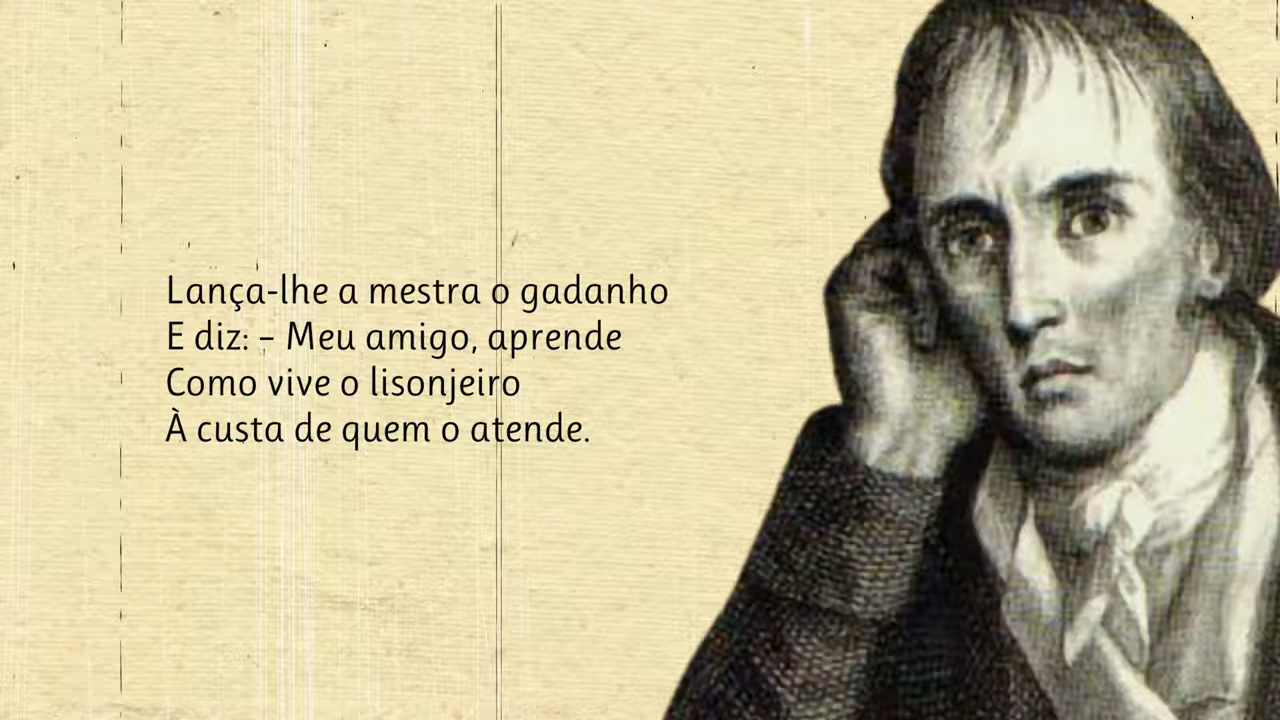 Lança-lhe a mestra o gadanho
E diz: – Meu amigo, aprende
Como vive o lisonjeiro
À custa de quem o atende.